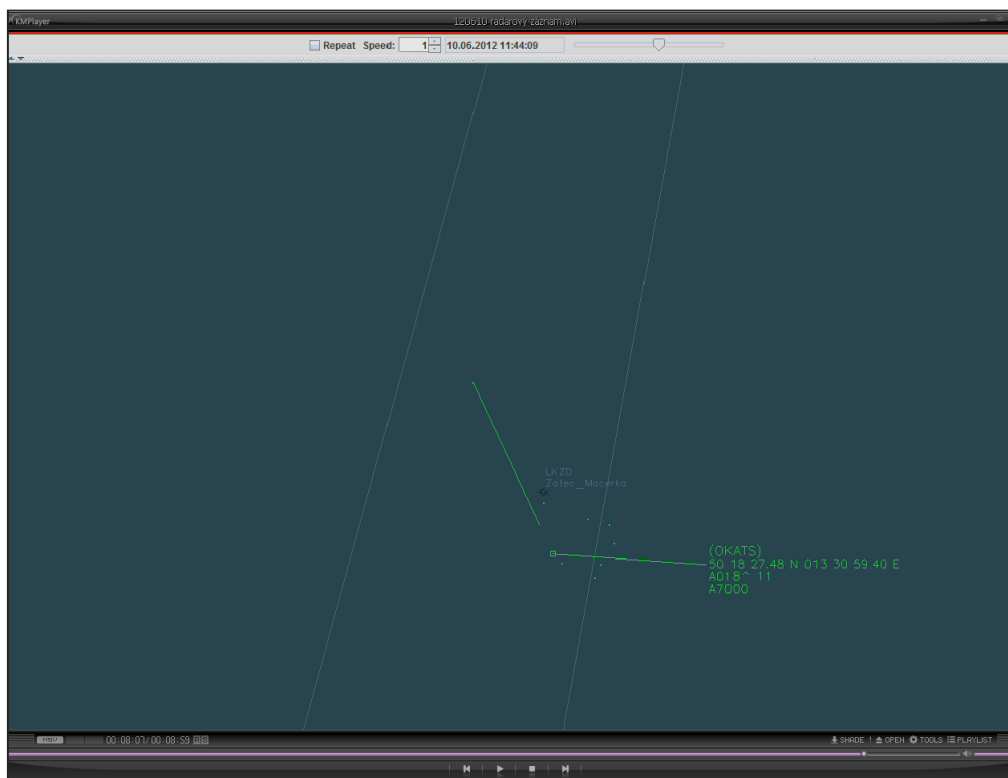 KMPlayer
120610 radarový záznam.avi
Repeat Speed: 1 10.06.2012 11:44:09
LKZD
Zatec_Macerka
(OKATS)
50 18 27.48 N 013 30 59.40 E
A018^ 11
A7000
00:08:07/00:08:59 R S
SHADE OPEN TOOLS PLAYLIST